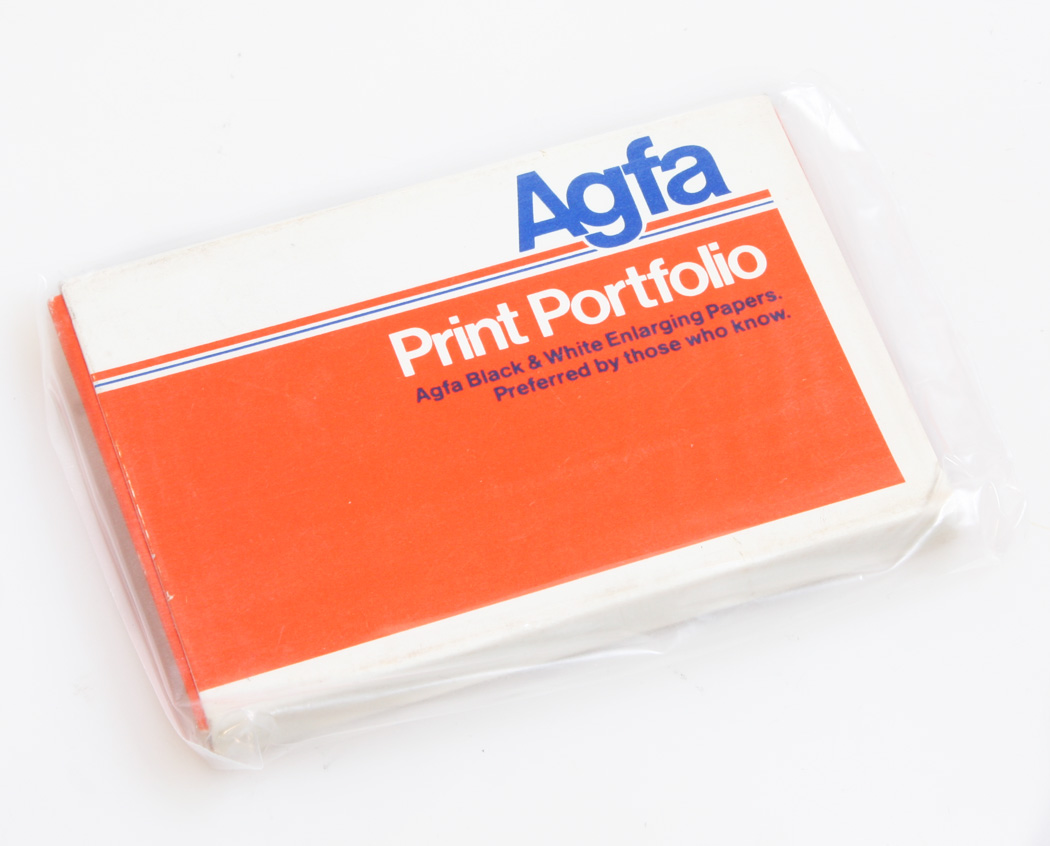 Agfa
Print Portfolio
Agfa Black & White Enlarging Papers.
Preferred by those who know.